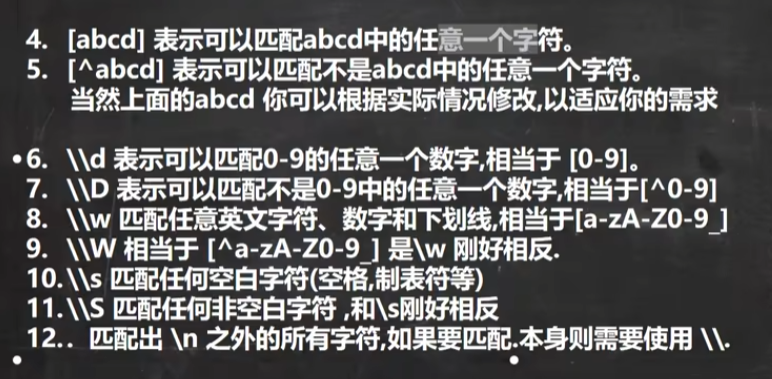 4. [abcd] 表示可以匹配abcd中的任意一个字符。
5. [^abcd] 表示可以匹配不是abcd中的任意一个字符。
当然上面的abcd 你可以根据实际情况修改,以适应你的需求
•6. \\d 表示可以匹配0-9的任意一个数字,相当于 [0-9]。
7. \\D 表示可以匹配不是0-9中的任意一个数字,相当于[^0-9]
8. \\w 匹配任意英文字符、数字和下划线,相当于[a-zA-Z0-9_]
9. \\W 相当于 [^a-zA-Z0-9_] 是\w 刚好相反.
10.\\s 匹配任何空白字符(空格,制表符等)
11.\\S 匹配任何非空白字符 ,和\s刚好相反
12.. 匹配出 \n 之外的所有字符,如果要匹配.本身则需要使用 \\.